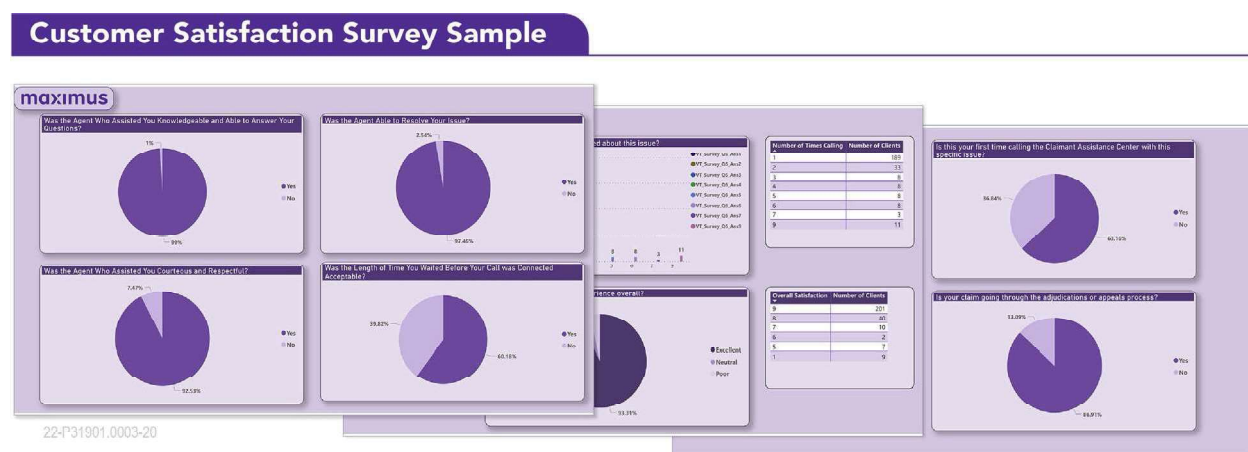 Customer Satisfaction Survey Sample
maximus
Was the Agent Who Assisted You Knowledgeable and Able to Answer Your
Questions?
1%
99%
Yes
No
Was the Agent Able to Resolve Your Issue?
2.54%
97.46%
Yes
No
Was the Agent Who Assisted You Courteous and Respectful?
7.47%
92.53%
Yes
No
Was the Length of Time You Waited Before Your Call was Connected
Acceptable?
39.82%
60.18%
Yes
No
ed about this issue?
VT_Survey_Q5_Ans2
VT_Survey_Q5_Ans3
VT_Survey_Q5_Ans4
VT_Survey_Q5_Ans5
VT_Survey_Q5_Ans6
VT_Survey_Q5_Ans7
8 8 3 11
Number of Times Calling Number of Clients
1 189
2 33
3 8
4 8
5 8
6 8
7 3
9 11
rience overall?
Excellent
Neutral
Poor
93.31%
Overall Satisfaction Number of Clients
9 201
8 40
7 10
6 2
5 7
1 9
Is this your first time calling the Claimant Assistance Center with this
specific issue?
36.84%
63.16%
Yes
No
Is your claim going through the adjudications or appeals process?
13.09%
86.91%
Yes
No
22-P31901.0003-20